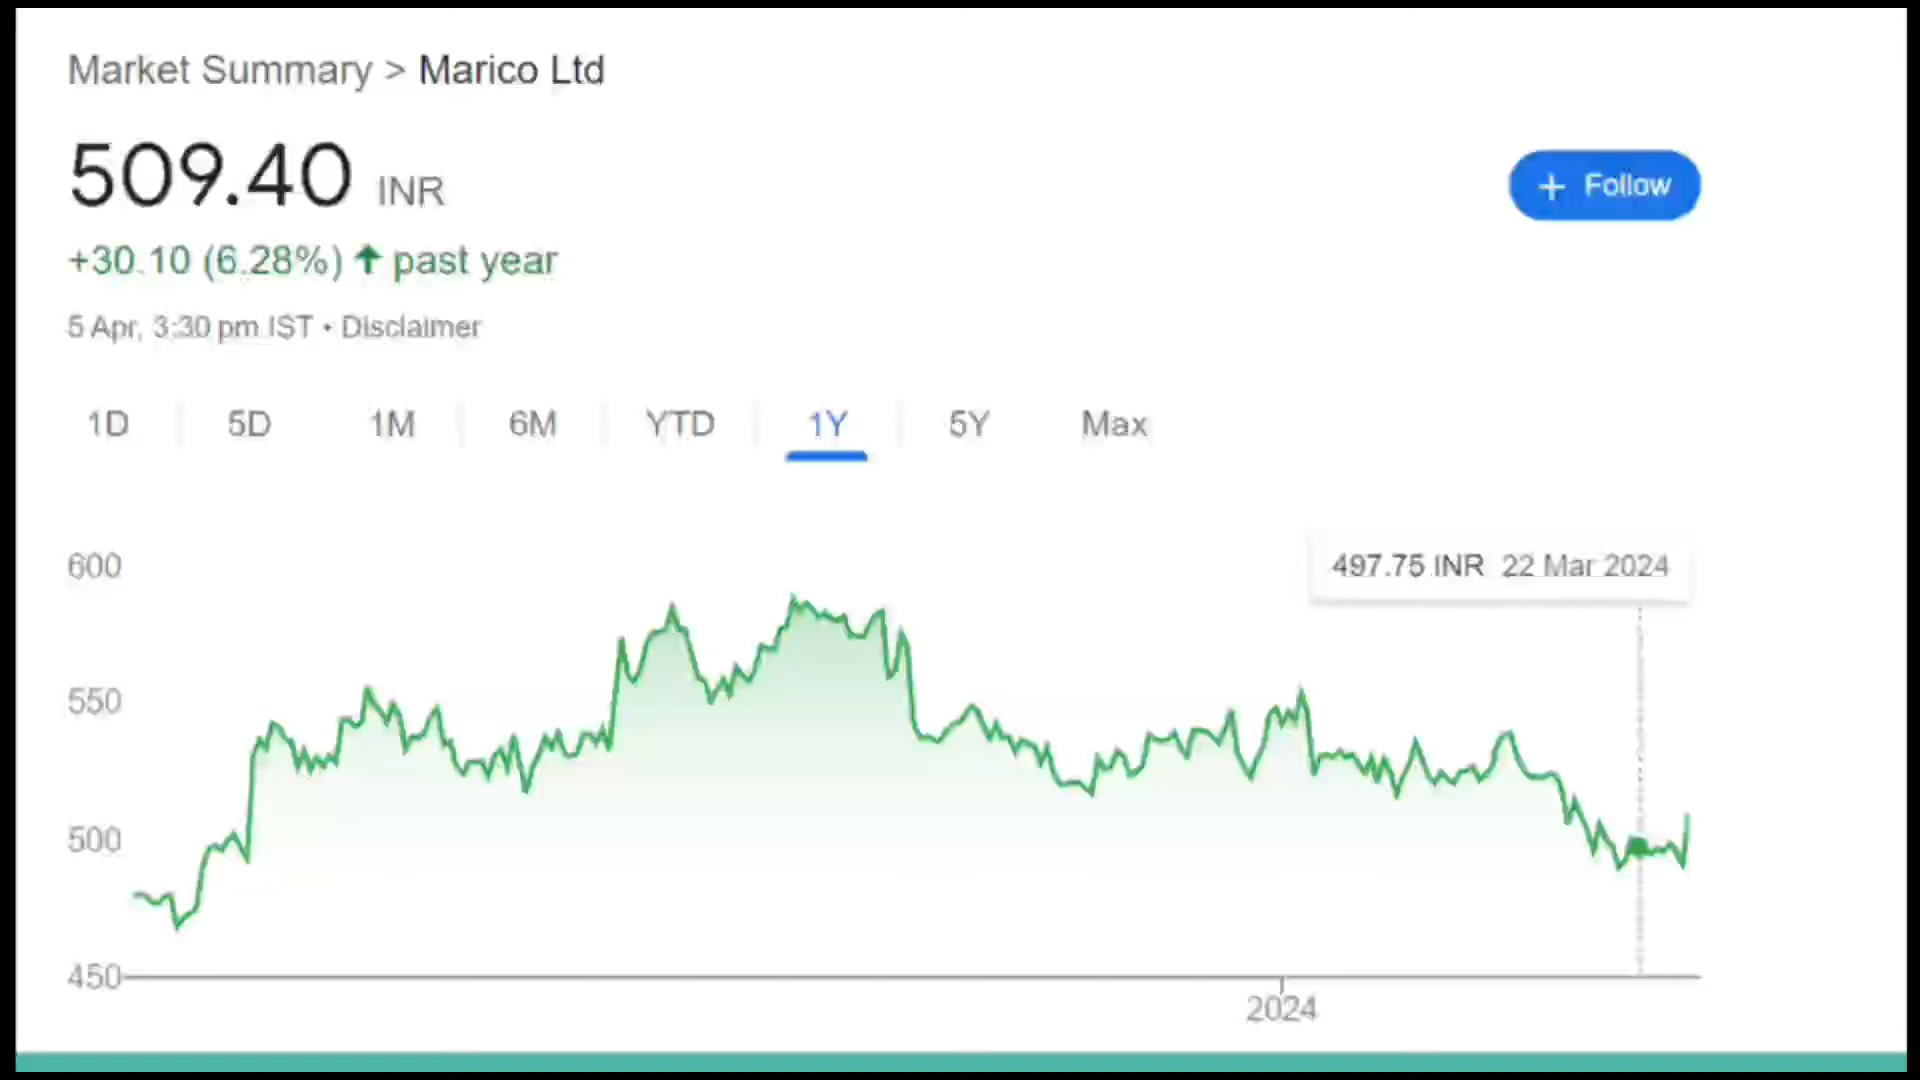 Market Summary > Marico Ltd
509.40 INR
+ Follow
+30.10 (6.28%) ↑ past year
5 Apr, 3:30 pm IST • Disclaimer
1D 5D 1M 6M YTD 1Y 5Y Max
600
497.75 INR 22 Mar 2024
550
500
450
2024